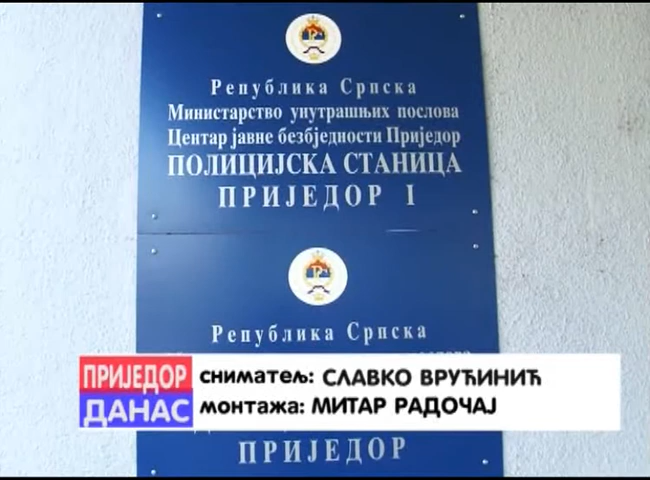 Република Српска
Министарство унутрашњих послова
Центар јавне безбједности Приједор
ПОЛИЦИЈСКА СТАНИЦА
ПРИЈЕДОР I
Република Српска
ПРИЈЕДОР
ДАНАС
сниматељ: СЛАВКО ВРУЋИНИЋ
монтажа: МИТАР РАДОЧАЈ
ПРИЈЕДОР